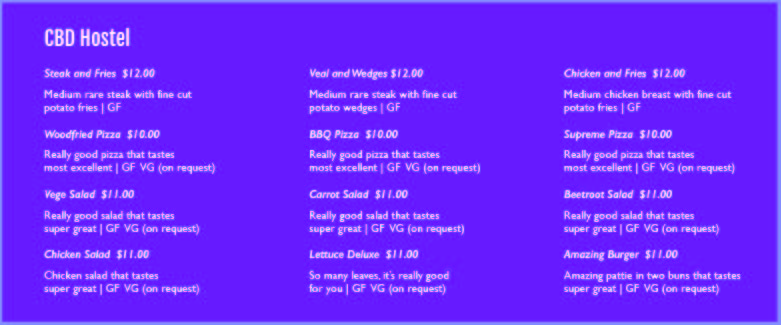 CBD Hostel
Steak and Fries $12.00
Medium rare steak with fine cut
potato fries | GF
Woodfried Pizza $10.00
Really good pizza that tastes
most excellent | GF VG (on request)
Vege Salad $11.00
Really good salad that tastes
super great | GF VG (on request)
Chicken Salad $11.00
Chicken salad that tastes
super great | GF VG (on request)
Veal and Wedges $12.00
Medium rare steak with fine cut
potato wedges | GF
BBQ Pizza $10.00
Really good pizza that tastes
most excellent | GF VG (on request)
Carrot Salad $11.00
Really good salad that tastes
super great | GF VG (on request)
Lettuce Deluxe $11.00
So many leaves, it's really good
for you | GF VG (on request)
Chicken and Fries $12.00
Medium chicken breast with fine cut
potato fries | GF
Supreme Pizza $10.00
Really good pizza that tastes
most excellent | GF VG (on request)
Beetroot Salad $11.00
Really good salad that tastes
super great | GF VG (on request)
Amazing Burger $11.00
Amazing pattie in two buns that tastes
super great | GF VG (on request)